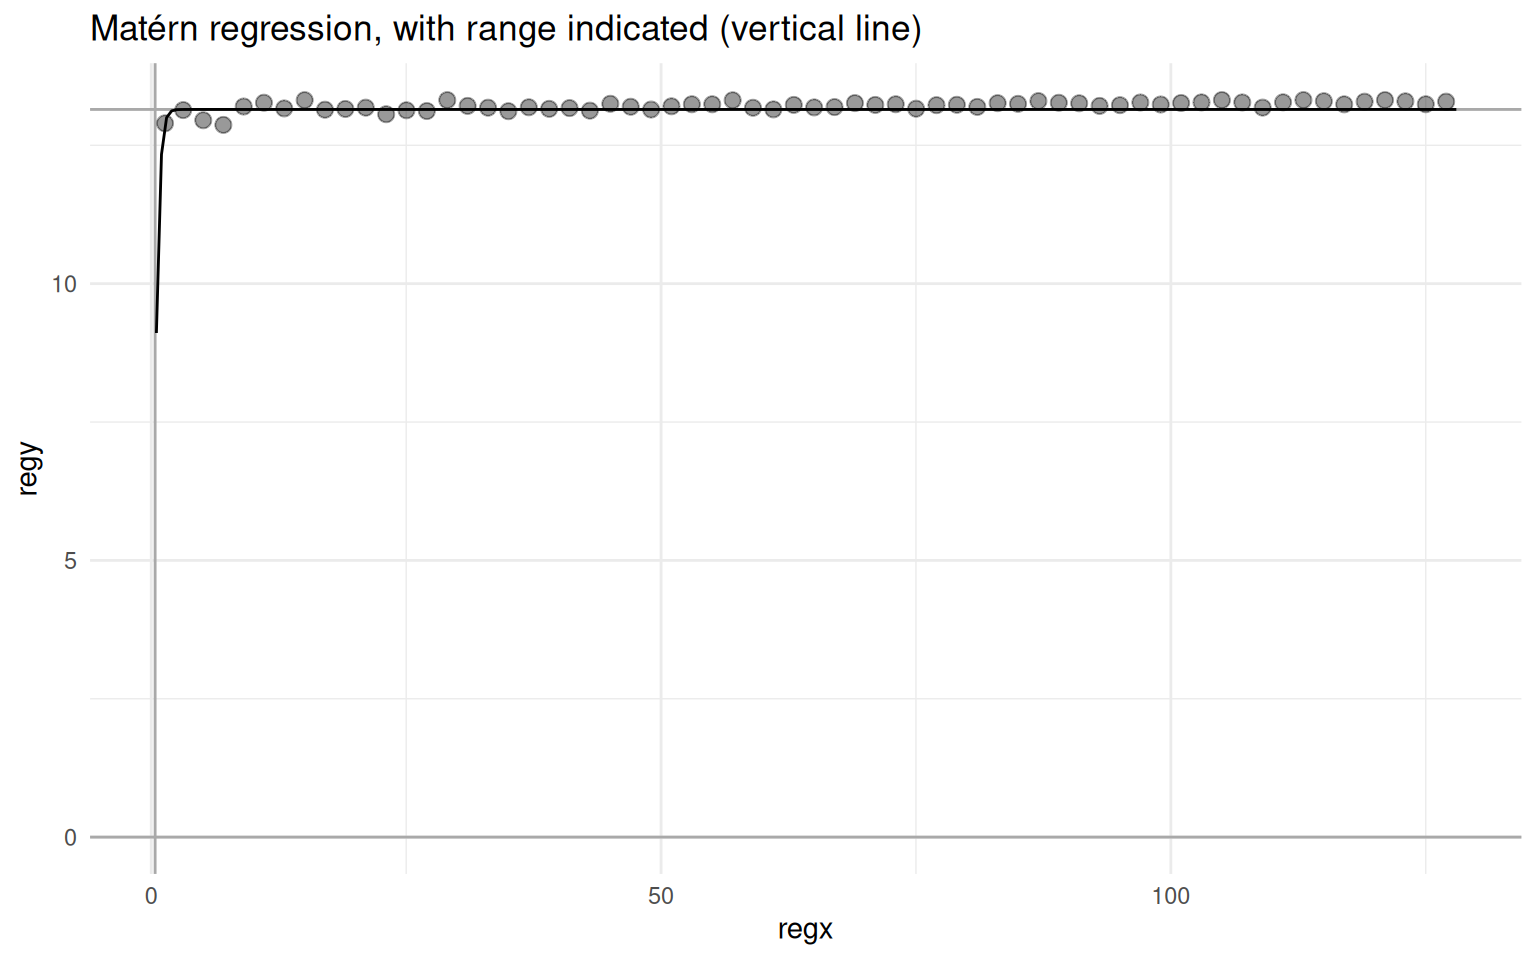 Matérn regression, with range indicated (vertical line)
10
5
0
regy
0 50 100
regx